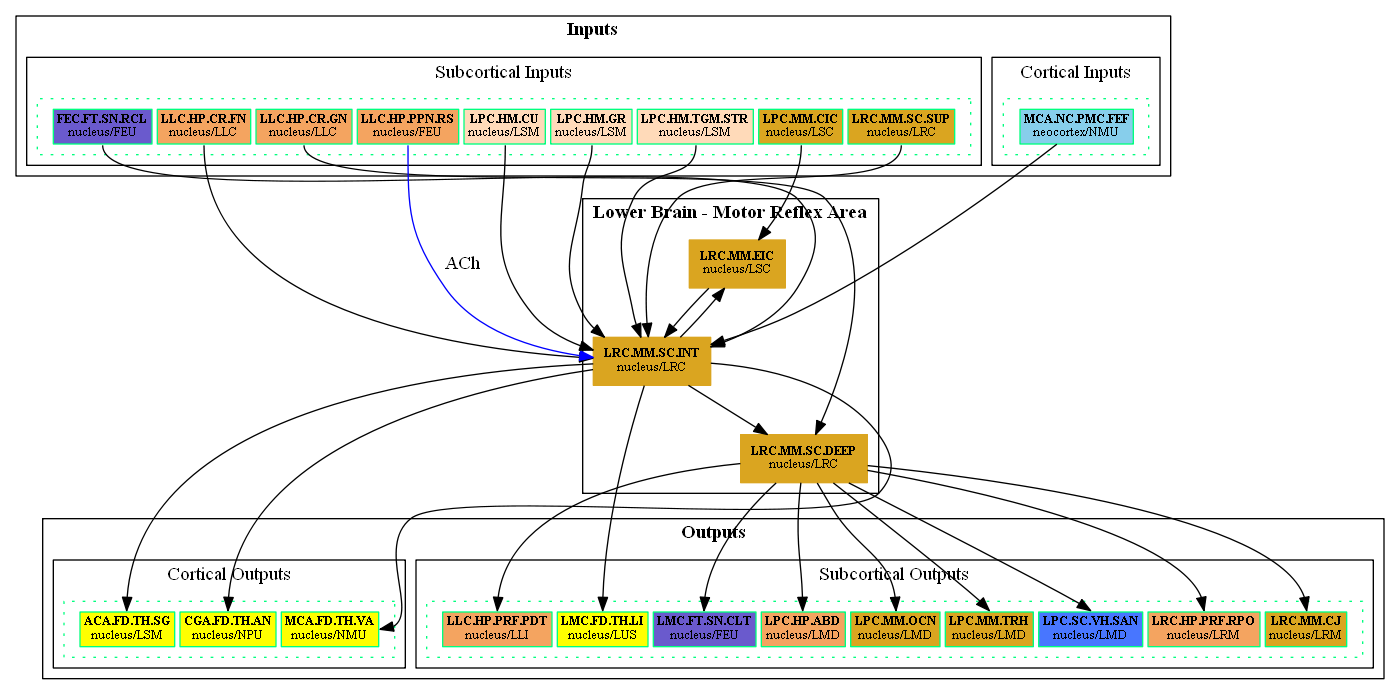 Inputs
Subcortical Inputs
Cortical Inputs
FEC.FT.SN.RCL
nucleus/FEU
LLC.HP.CR.FN
nucleus/LLC
LLC.HP.CR.GN
nucleus/LLC
LLC.HP.PPN.RS
nucleus/FEU
LPC.HM.CU
nucleus/LSM
LPC.HM.GR
nucleus/LSM
LPC.HM.TGM.STR
nucleus/LSM
LPC.MM.CIC
nucleus/LSC
LRC.MM.SC.SUP
nucleus/LRC
MCA.NC.PMC.FEF
neocortex/NMU
Lower Brain - Motor Reflex Area
LRC.MM.EIC
nucleus/LSC
ACh
LRC.MM.SC.INT
nucleus/LRC
LRC.MM.SC.DEEP
nucleus/LRC
Outputs
Cortical Outputs
Subcortical Outputs
ACA.FD.TH.SG
nucleus/LSM
CGA.FD.TH.AN
nucleus/NPU
MCA.FD.TH.VA
nucleus/NMU
LLC.HP.PRF.PDT
nucleus/LLI
LMC.FD.TH.LI
nucleus/LUS
LMC.FT.SN.CLT
nucleus/FEU
LPC.HP.ABD
nucleus/LMD
LPC.MM.OCN
nucleus/LMD
LPC.MM.TRH
nucleus/LMD
LPC.SC.VH.SAN
nucleus/LMD
LRC.HP.PRF.RPO
nucleus/LRM
LRC.MM.CJ
nucleus/LRM